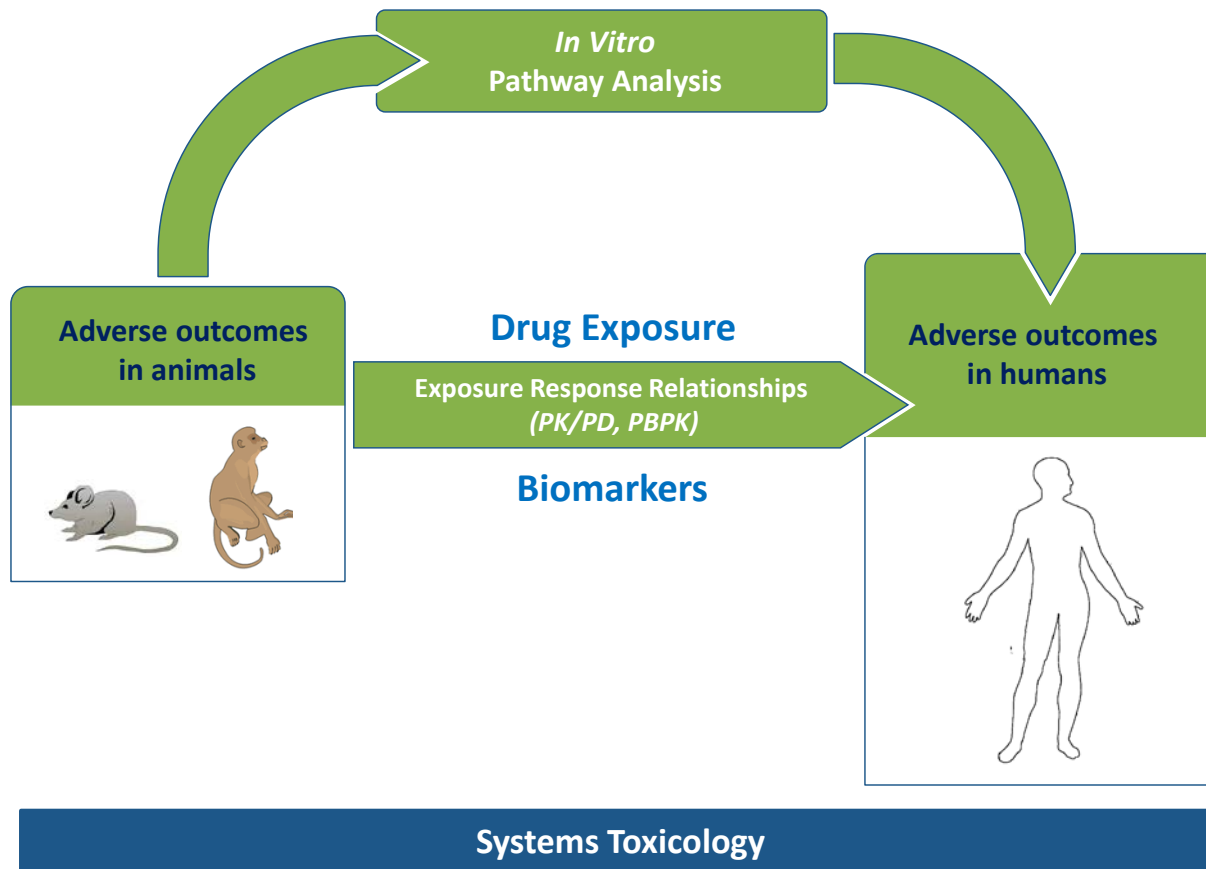 In Vitro
Pathway Analysis
Adverse outcomes
in animals
Drug Exposure
Exposure Response Relationships
(PK/PD, PBPK)
Biomarkers
Adverse outcomes
in humans
Systems Toxicology